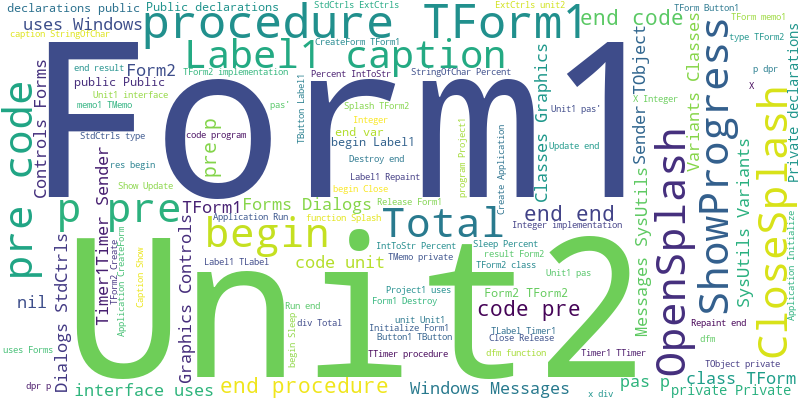 declarations public
Public declarations
procedure TForm1
StdCtrls ExtCtrls
ExtCtrls unit2
end code
TForm Button1
TForm memo1
type TForm2
uses Windows
caption StringOfChar
Label1 caption
CreateForm TForm1
end result
Form2
TForm2 implementation
public Public
Percent IntToStr
StringOfChar Percent
Form1
Unit1 interface
memo1 TMemo
pas'
Splash TForm2
Integer
end var
Unit1 pas'
StdCtrls type
code program
begin Label1
Update end
res begin
Destroy end
Show Update
Label1 Repaint
begin Close
pre code
Controls Forms
pre p
TButton Label1
program Project1
Create Application
Classes Graphics
Sender TObject
Variants Classes
p dpr
X
X Integer
Private declarations
p pre
TForm1
Forms Dialogs
Release Form1
Application Run
function Splash
Total
end end
begin
Integer implementation
IntToStr Percent
Sleep Percent
result Form2
Label1 TLabel
code unit
TMemo private
TForm2 class
Unit1 pas
Unit2
nil
Dialogs StdCtrls
Timer1Timer Sender
TForm2 Create
Application CreateForm
Caption Show
Graphics Controls
Project1 uses
Form1 Destroy
Form2 TForm2
Run end
code pre
begin Sleep
div Total
unit Unit1
Initialize Form1
Button1 TButton
TLabel Timer1
Close Release
TTimer procedure
dfm function
Timer1 TTimer
uses Forms
dpr p
interface uses
end procedure
Windows Messages
x div
pas p
Messages SysUtils
OpenSplash
ShowProgress
SysUtils Variants
closeSplash
Application Initialize
Repaint end
dfm
TObject private
class TForm
private Private